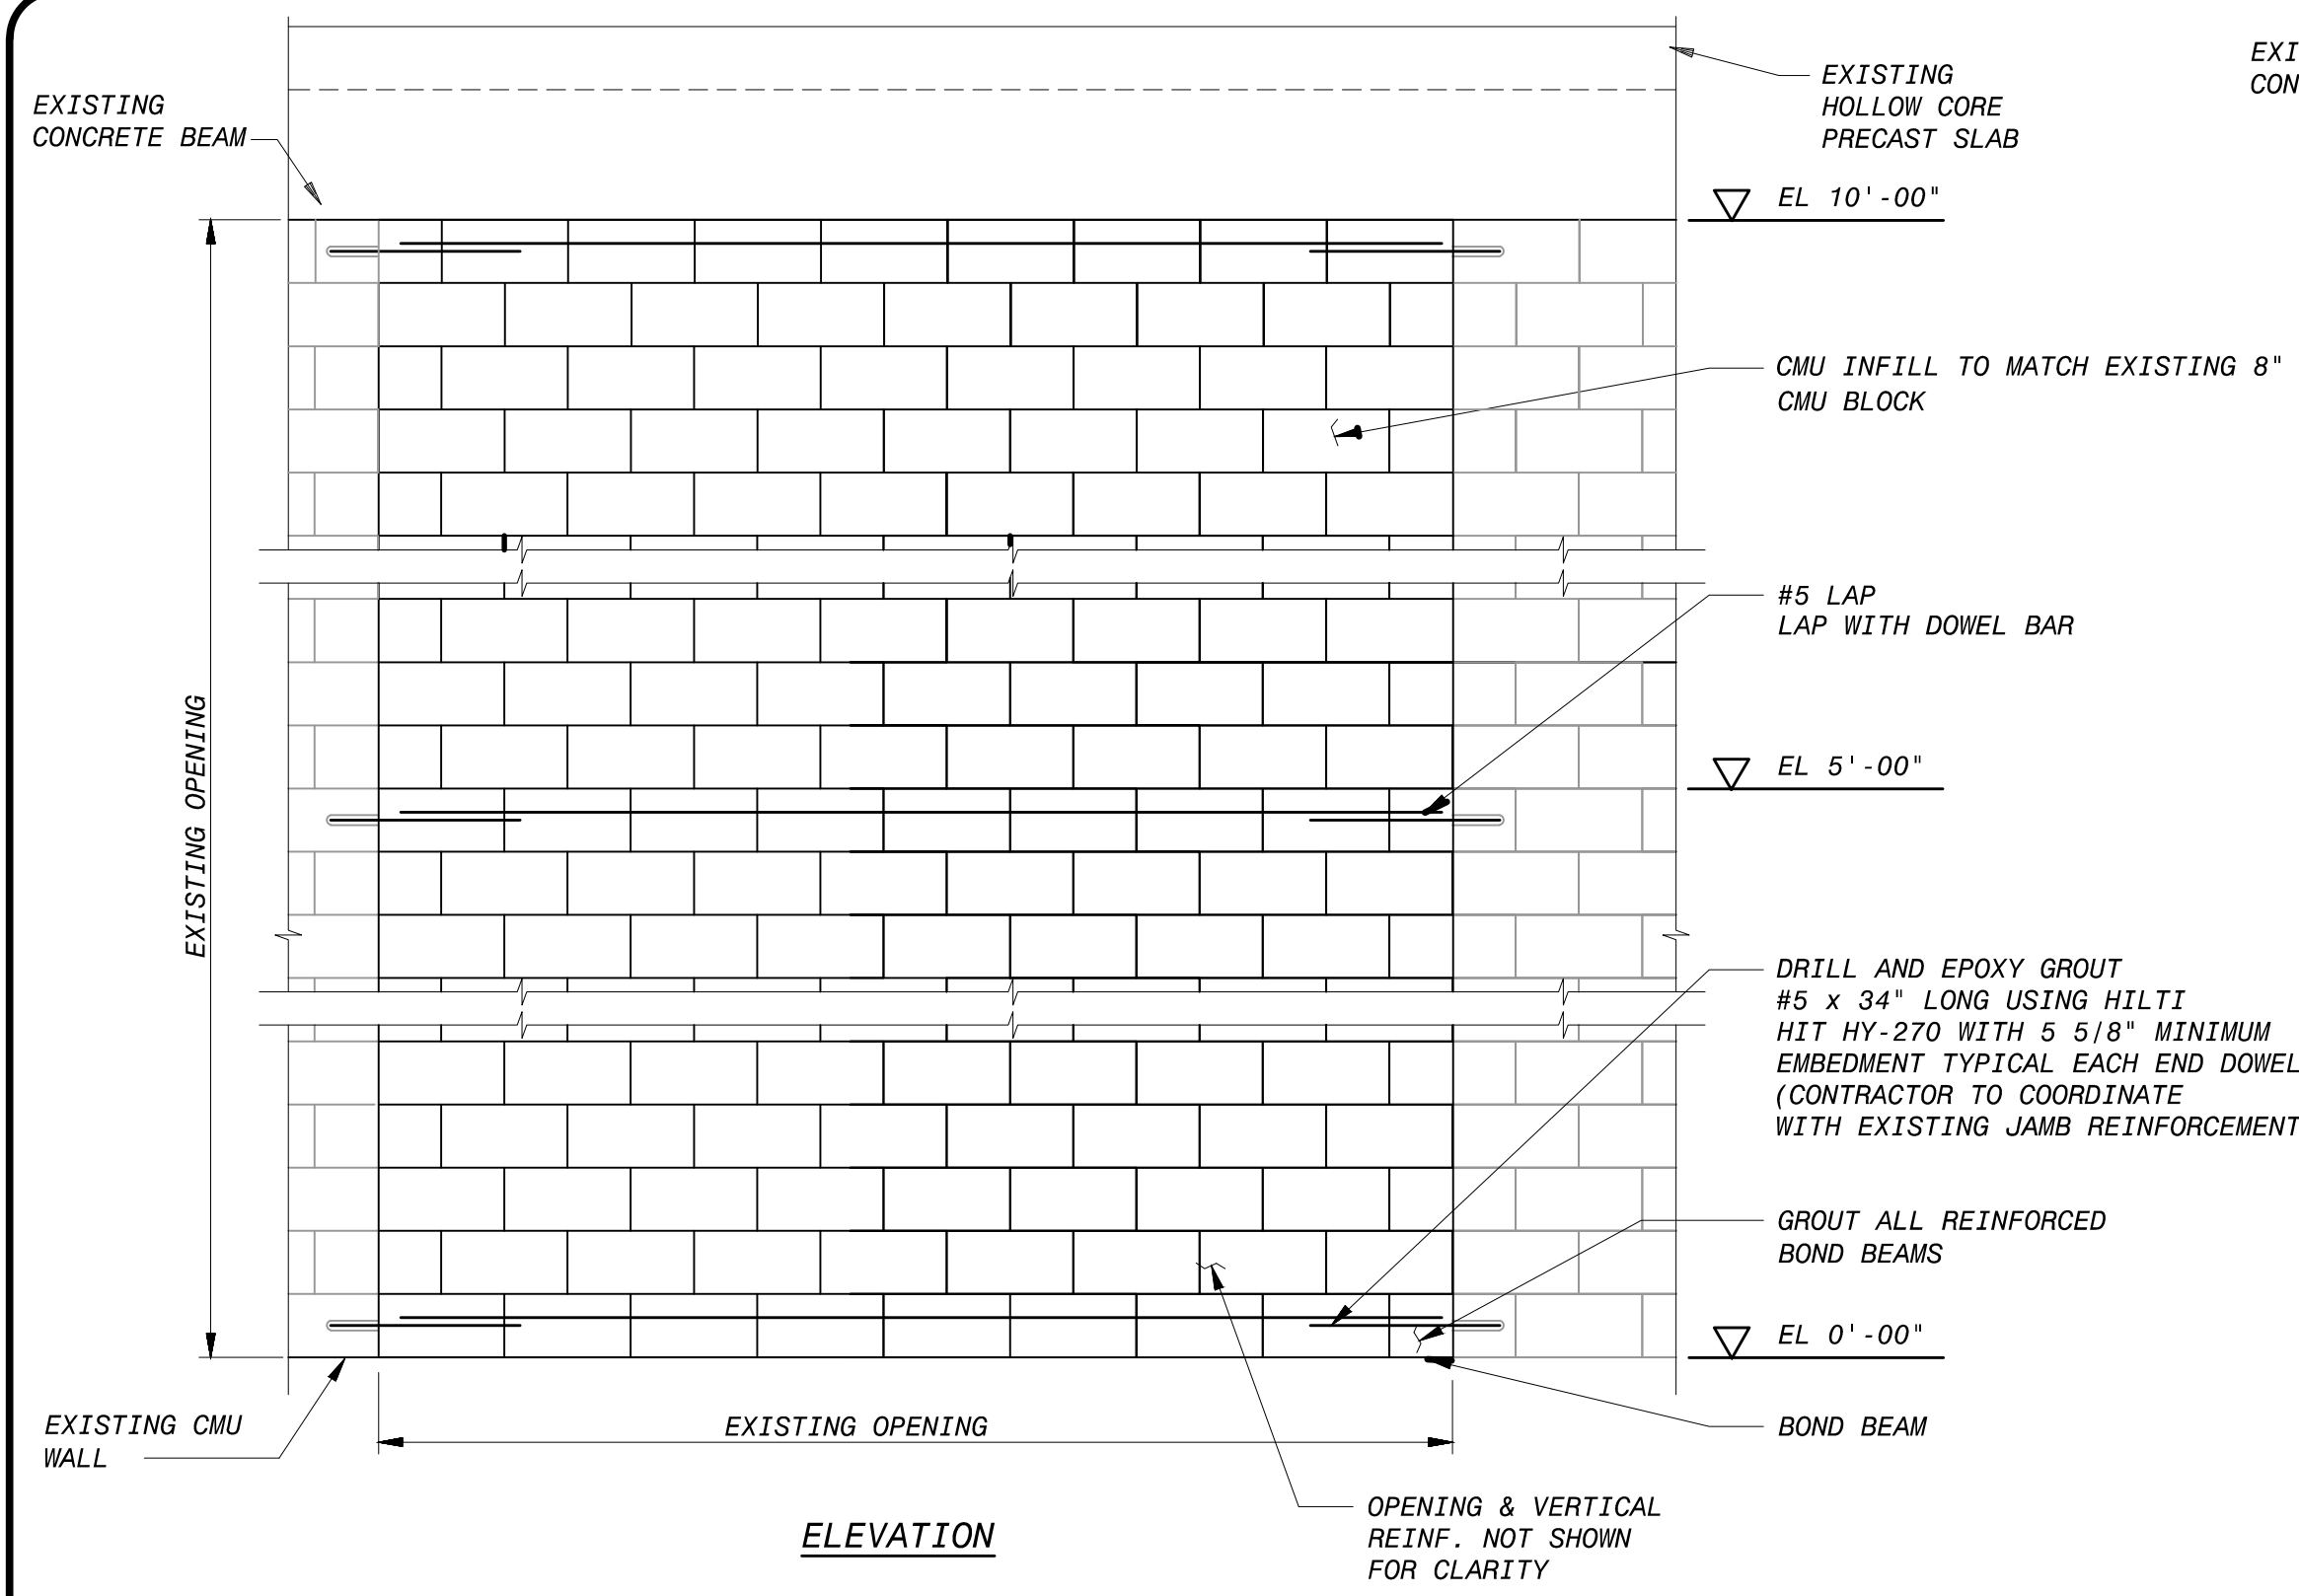 EXISTING
CONCRETE BEAM
EXISTING
HOLLOW CORE
PRECAST SLAB
EL 10'-00"
CMU INFILL TO MATCH EXISTING 8"
CMU BLOCK
#5 LAP
LAP WITH DOWEL BAR
EXISTING OPENING
EL 5'-00"
DRILL AND EPOXY GROUT
#5 x 34" LONG USING HILTI
HIT HY-270 WITH 5 5/8" MINIMUM
EMBEDMENT TYPICAL EACH END DOWEL
(CONTRACTOR TO COORDINATE
WITH EXISTING JAMB REINFORCEMENT
GROUT ALL REINFORCED
BOND BEAMS
EL 0'-00"
EXISTING CMU
WALL
EXISTING OPENING
BOND BEAM
OPENING & VERTICAL
REINF. NOT SHOWN
FOR CLARITY
ELEVATION